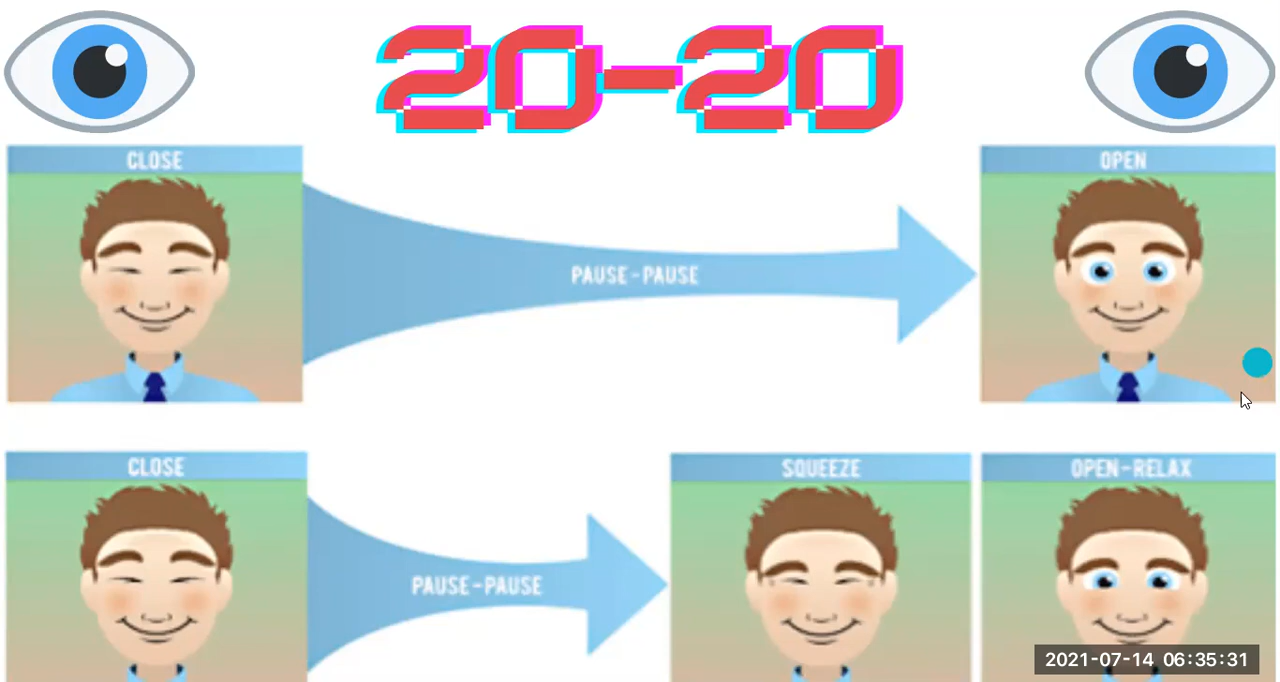 20-20
CLOSE
OPEN
PAUSE-PAUSE
CLOSE
SQUEEZE
OPEN-RELAX
PAUSE-PAUSE
2021-07-14 06:35:31